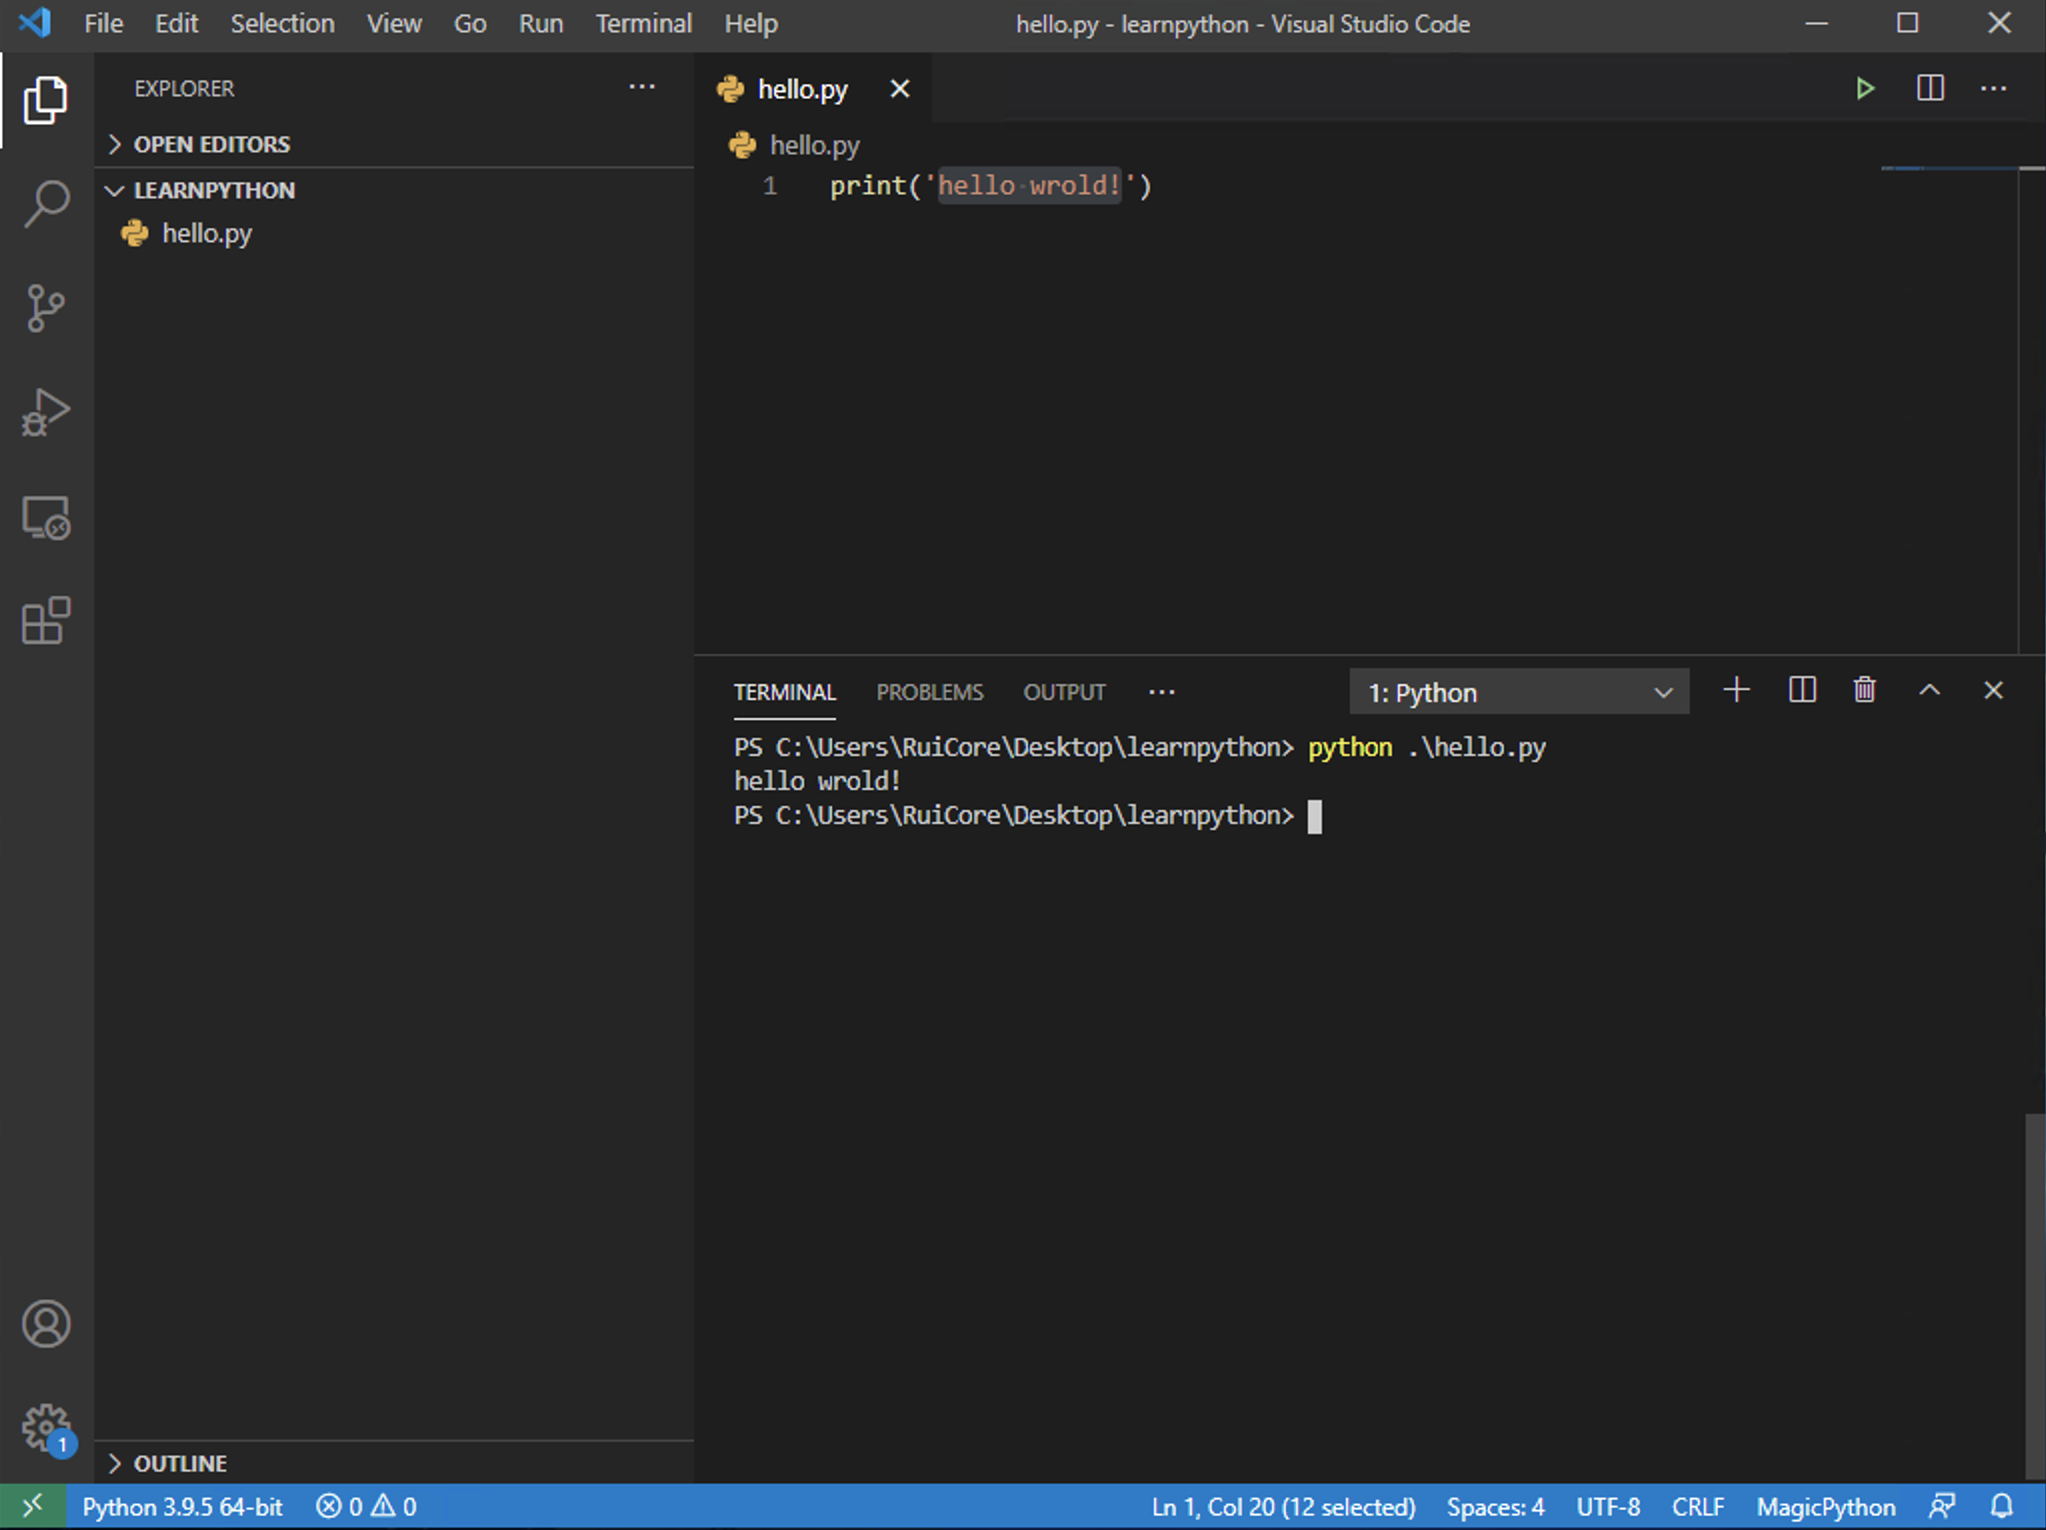 File Edit Selection View Go Run Terminal Help hello.py - learnpython - Visual Studio Code
EXPLORER
OPEN EDITORS
LEARNPYTHON
hello.py
hello.py
hello.py
1 print('hello wrold!')
TERMINAL PROBLEMS OUTPUT 1: Python
PS C:\Users\RuiCore\Desktop\learnpython> python .\hello.py
hello wrold!
PS C:\Users\RuiCore\Desktop\learnpython>
1
OUTLINE
Python 3.9.5 64-bit 0 0 Ln 1, Col 20 (12 selected) Spaces: 4 UTF-8 CRLF MagicPython